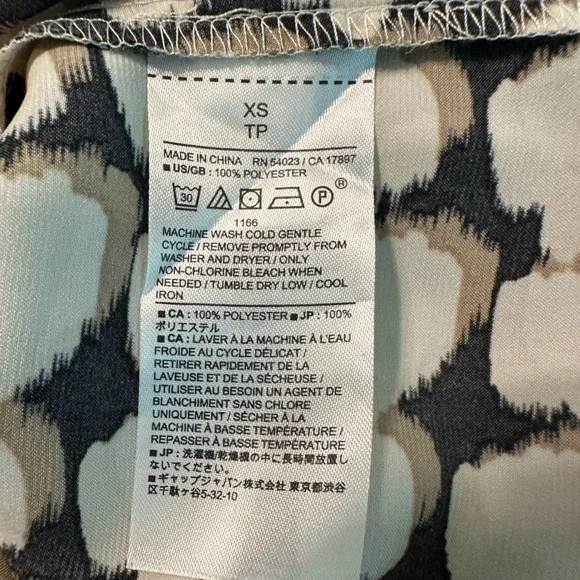 XS
TP
MADE IN CHINA RN 54023 / CA 17897
■ US/GB: 100% POLYESTER
30 P ®
1166
MACHINE WASH COLD GENTLE
CYCLE / REMOVE PROMPTLY FROM
WASHER AND DRYER / ONLY
NON-CHLORINE BLEACH WHEN
NEEDED / TUMBLE DRY LOW / COOL
IRON
■ CA : 100% POLYESTER ■ JP : 100%
ポリエステル
■ CA : LAVER À LA MACHINE À L'EAU
FROIDE AU CYCLE DÉLICAT /
RETIRER RAPIDEMENT DE LA
LAVEUSE ET DE LA SÉCHEUSE /
UTILISER AU BESOIN UN AGENT DE
BLANCHIMENT SANS CHLORE
UNIQUEMENT / SÉCHER À LA
MACHINE À BASSE TEMPÉRATURE /
REPASSER À BASSE TEMPÉRATURE
■ JP : 洗濯機/乾燥機の中に長時間放置し
ないでください。
■ ギャップジャパン株式会社 東京都渋谷
区千駄ヶ谷5-32-10